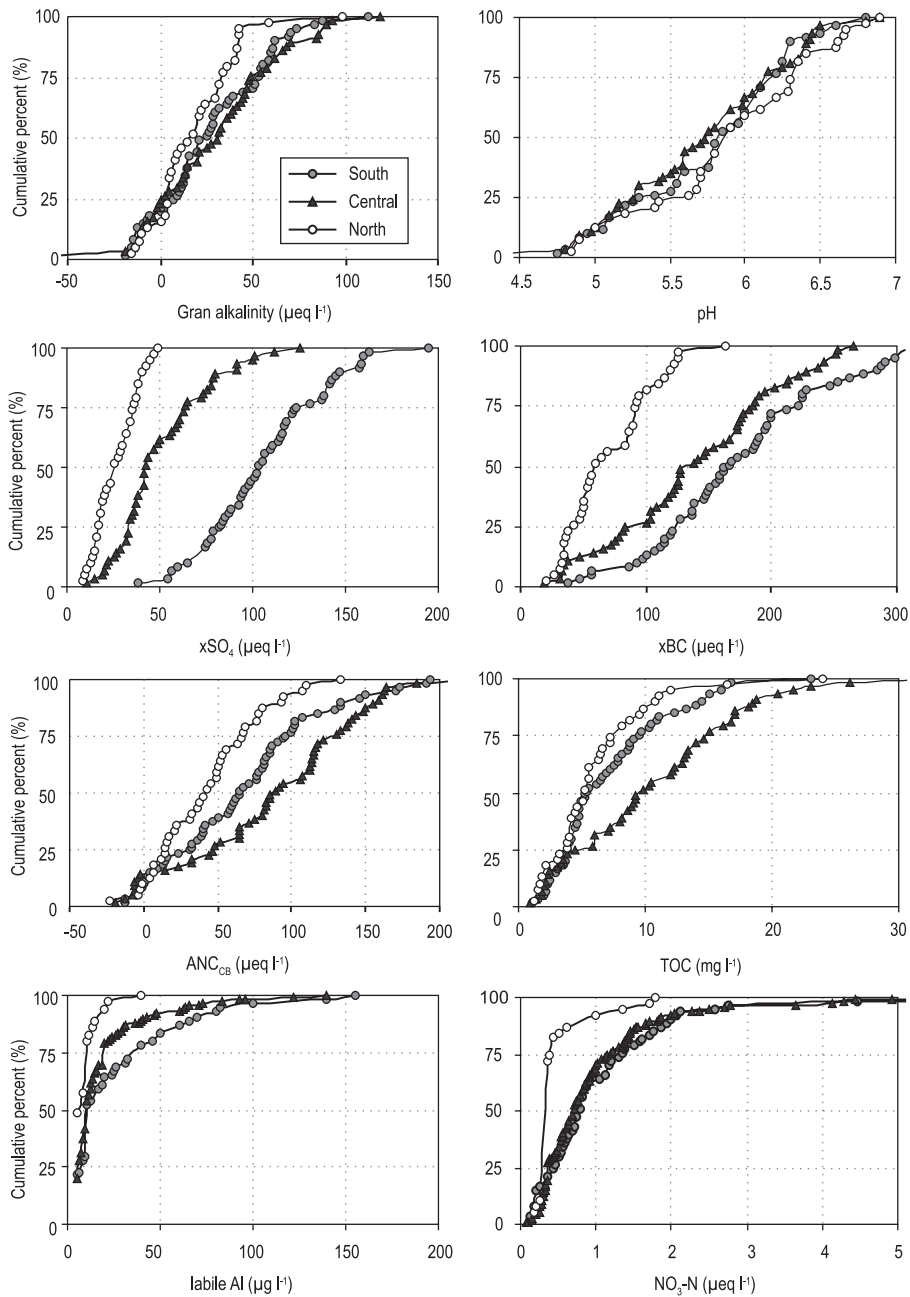 Cumulative percent (%)
100
75
50
25
0
-50 0 50 100 150
Gran alkalinity (µeq l⁻¹)
South
Central
North
100
75
50
25
0
4.5 5 5.5 6 6.5 7
pH
Cumulative percent (%)
100
75
50
25
0
0 50 100 150 200
xSO₄ (µeq l⁻¹)
100
75
50
25
0
0 100 200 300
xBC (µeq l⁻¹)
Cumulative percent (%)
100
75
50
25
0
-50 0 50 100 150 200
ANC_CB (µeq l⁻¹)
100
75
50
25
0
0 10 20 30
TOC (mg l⁻¹)
Cumulative percent (%)
100
75
50
25
0
0 50 100 150 200
labile Al (µg l⁻¹)
100
75
50
25
0
0 1 2 3 4 5
NO₃-N (µeq l⁻¹)